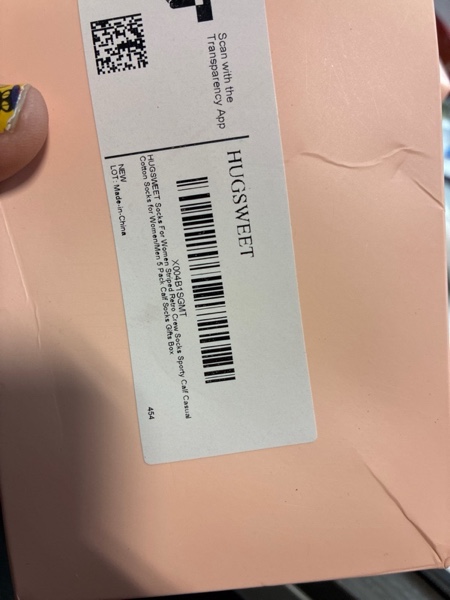 Scan with the
Transparency App
HUGSWEET
X004B1SGMT
HUGSWEET Socks For Women Striped Retro Crew Socks Sporty Calf Casual
Cotton Socks for Women/Men 5 Pack Calf Socks Gifts Box
NEW
LOT: Made-in-China
454